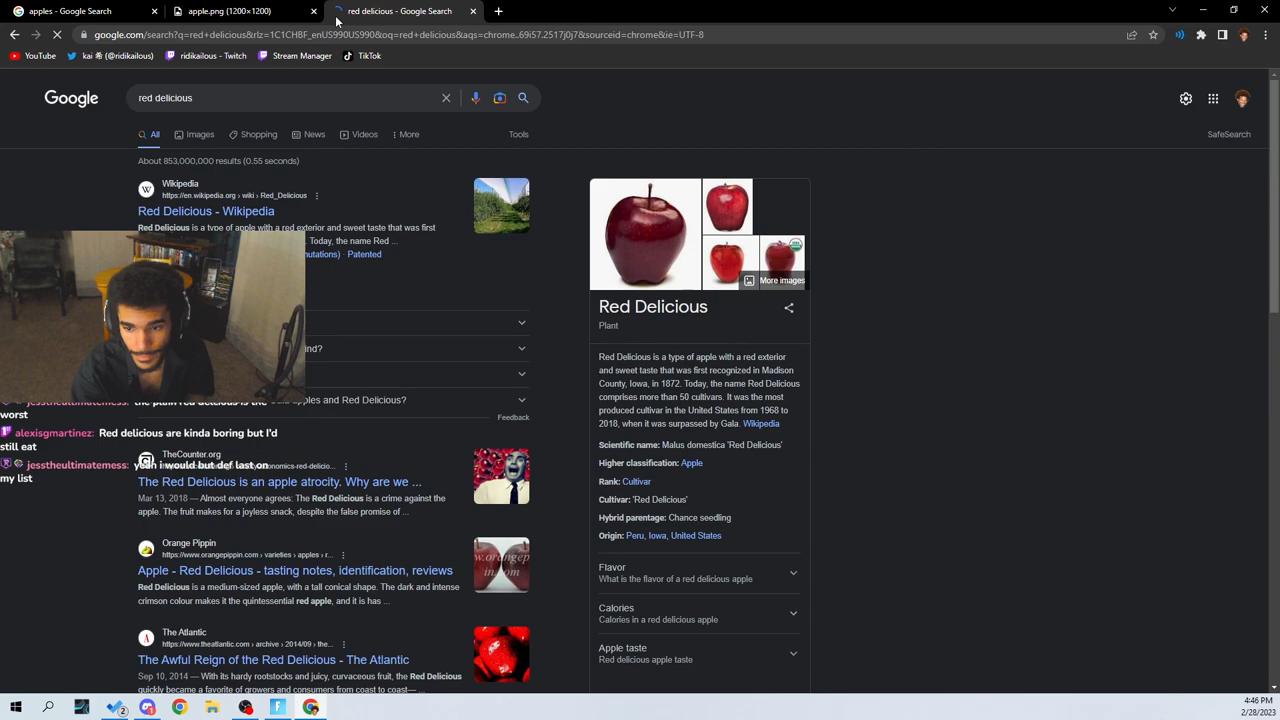 apples - Google Search
apple.png (1200×1200)
red delicious - Google Search
google.com/search?q=red+delicious&rlz=1C1CHBF_enUS990US990&oq=red+delicious&aqs=chrome..69i57.2517j0j7&sourceid=chrome&ie=UTF-8
YouTube
kai 希 (@ridikailous)
ridikailous - Twitch
Stream Manager
TikTok
Google
red delicious
All
Images
Shopping
News
Videos
More
Tools
SafeSearch
About 853,000,000 results (0.55 seconds)
Wikipedia
https://en.wikipedia.org › wiki › Red_Delicious
Red Delicious - Wikipedia
Red Delicious is a type of apple with a red exterior and sweet taste that was first
Today, the name Red ...
mutations) · Patented
ind?
apples and Red Delicious?
Feedback
jesstheultimatemess: the plain red delcious is the
worst
alexisgmartinez: Red delicious are kinda boring but I'd
still eat
jesstheultimatemess: yeah i would but def last on
my list
TheCounter.org
onomics-red-delicio...
The Red Delicious is an apple atrocity. Why are we ...
Mar 13, 2018 — Almost everyone agrees: The Red Delicious is a crime against the
apple. The fruit makes for a joyless snack, despite the false promise of ...
Orange Pippin
https://www.orangepippin.com › varieties › apples › r...
Apple - Red Delicious - tasting notes, identification, reviews
Red Delicious is a medium-sized apple, with a tall conical shape. The dark and intense
crimson colour makes it the quintessential red apple, and it is has ...
The Atlantic
https://www.theatlantic.com › archive › 2014/09 › the...
The Awful Reign of the Red Delicious - The Atlantic
Sep 10, 2014 — With its hardy rootstocks and juicy, curvaceous fruit, the Red Delicious
quickly became a favorite of growers and consumers from coast to coast—
More images
Red Delicious
Plant
Red Delicious is a type of apple with a red exterior
and sweet taste that was first recognized in Madison
County, Iowa, in 1872. Today, the name Red Delicious
comprises more than 50 cultivars. It was the most
produced cultivar in the United States from 1968 to
2018, when it was surpassed by Gala. Wikipedia
Scientific name: Malus domestica 'Red Delicious'
Higher classification: Apple
Rank: Cultivar
Cultivar: 'Red Delicious'
Hybrid parentage: Chance seedling
Origin: Peru, Iowa, United States
Flavor
What is the flavor of a red delicious apple
Calories
Calories in a red delicious apple
Apple taste
Red delicious apple taste
4:46 PM
2/28/2023